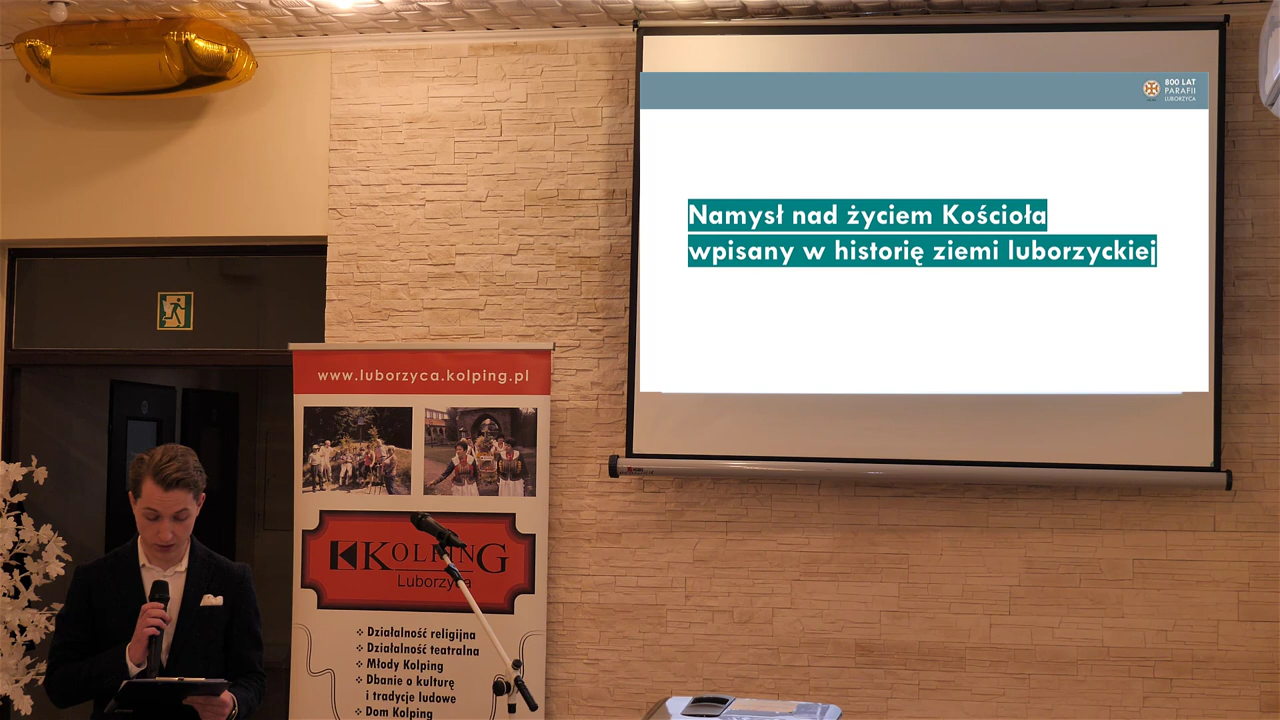 800 LAT
PARAFII
LUBORZYCA
Namysł nad życiem Kościoła
wpisany w historię ziemi luborzyckiej
www.luborzyca.kolping.pl
KOLPING
Luborzyca
Działalność religijna
Działalność teatralna
Młody Kolping
Dbanie o kulturę
i tradycje ludowe
Dom Kolping